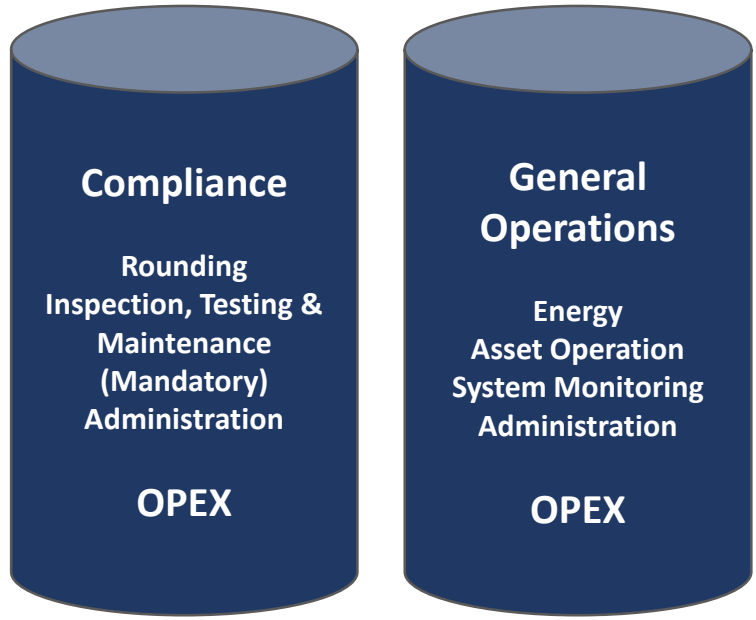 Compliance
Rounding
Inspection, Testing &
Maintenance
(Mandatory)
Administration
OPEX
General
Operations
Energy
Asset Operation
System Monitoring
Administration
OPEX